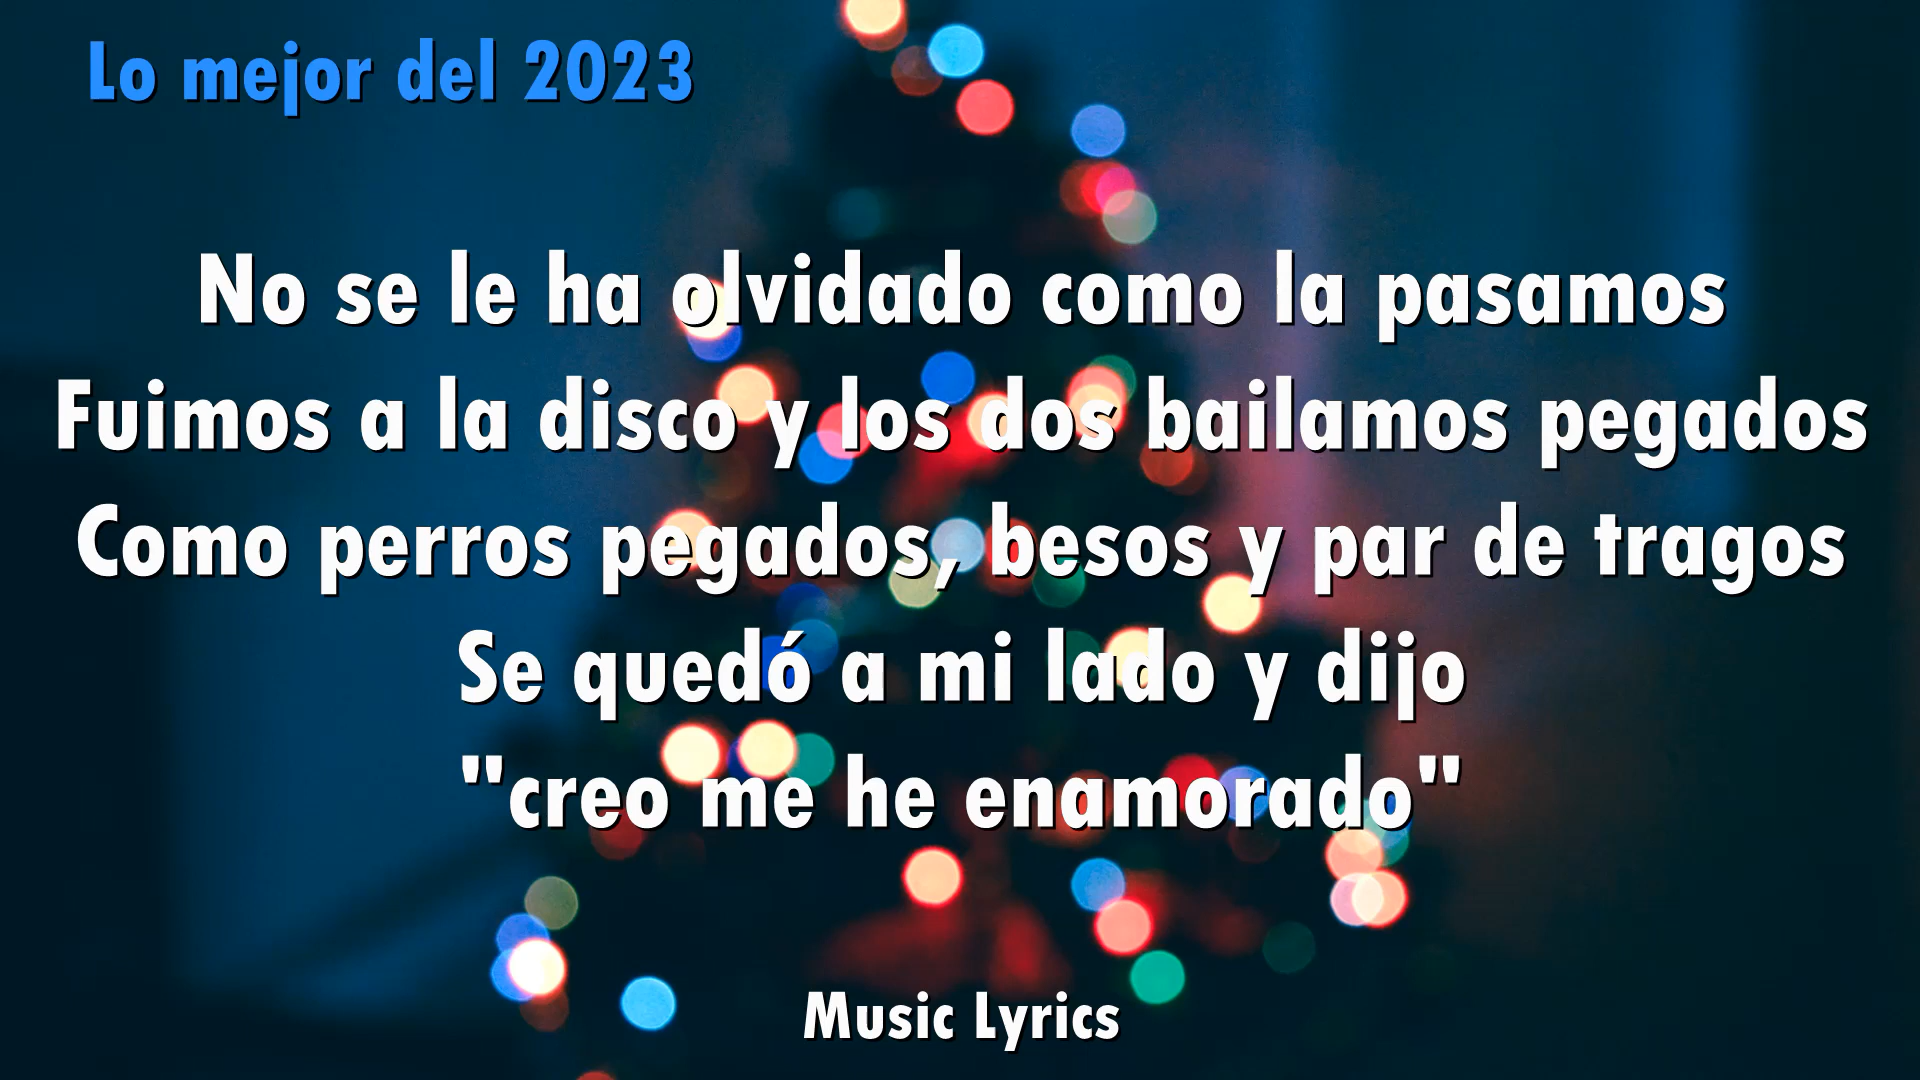 Lo mejor del 2023
No se le ha olvidado como la pasamos
Fuimos a la disco y los dos bailamos pegados
Como perros pegados, besos y par de tragos
Se quedó a mi lado y dijo
"creo me he enamorado"
Music Lyrics